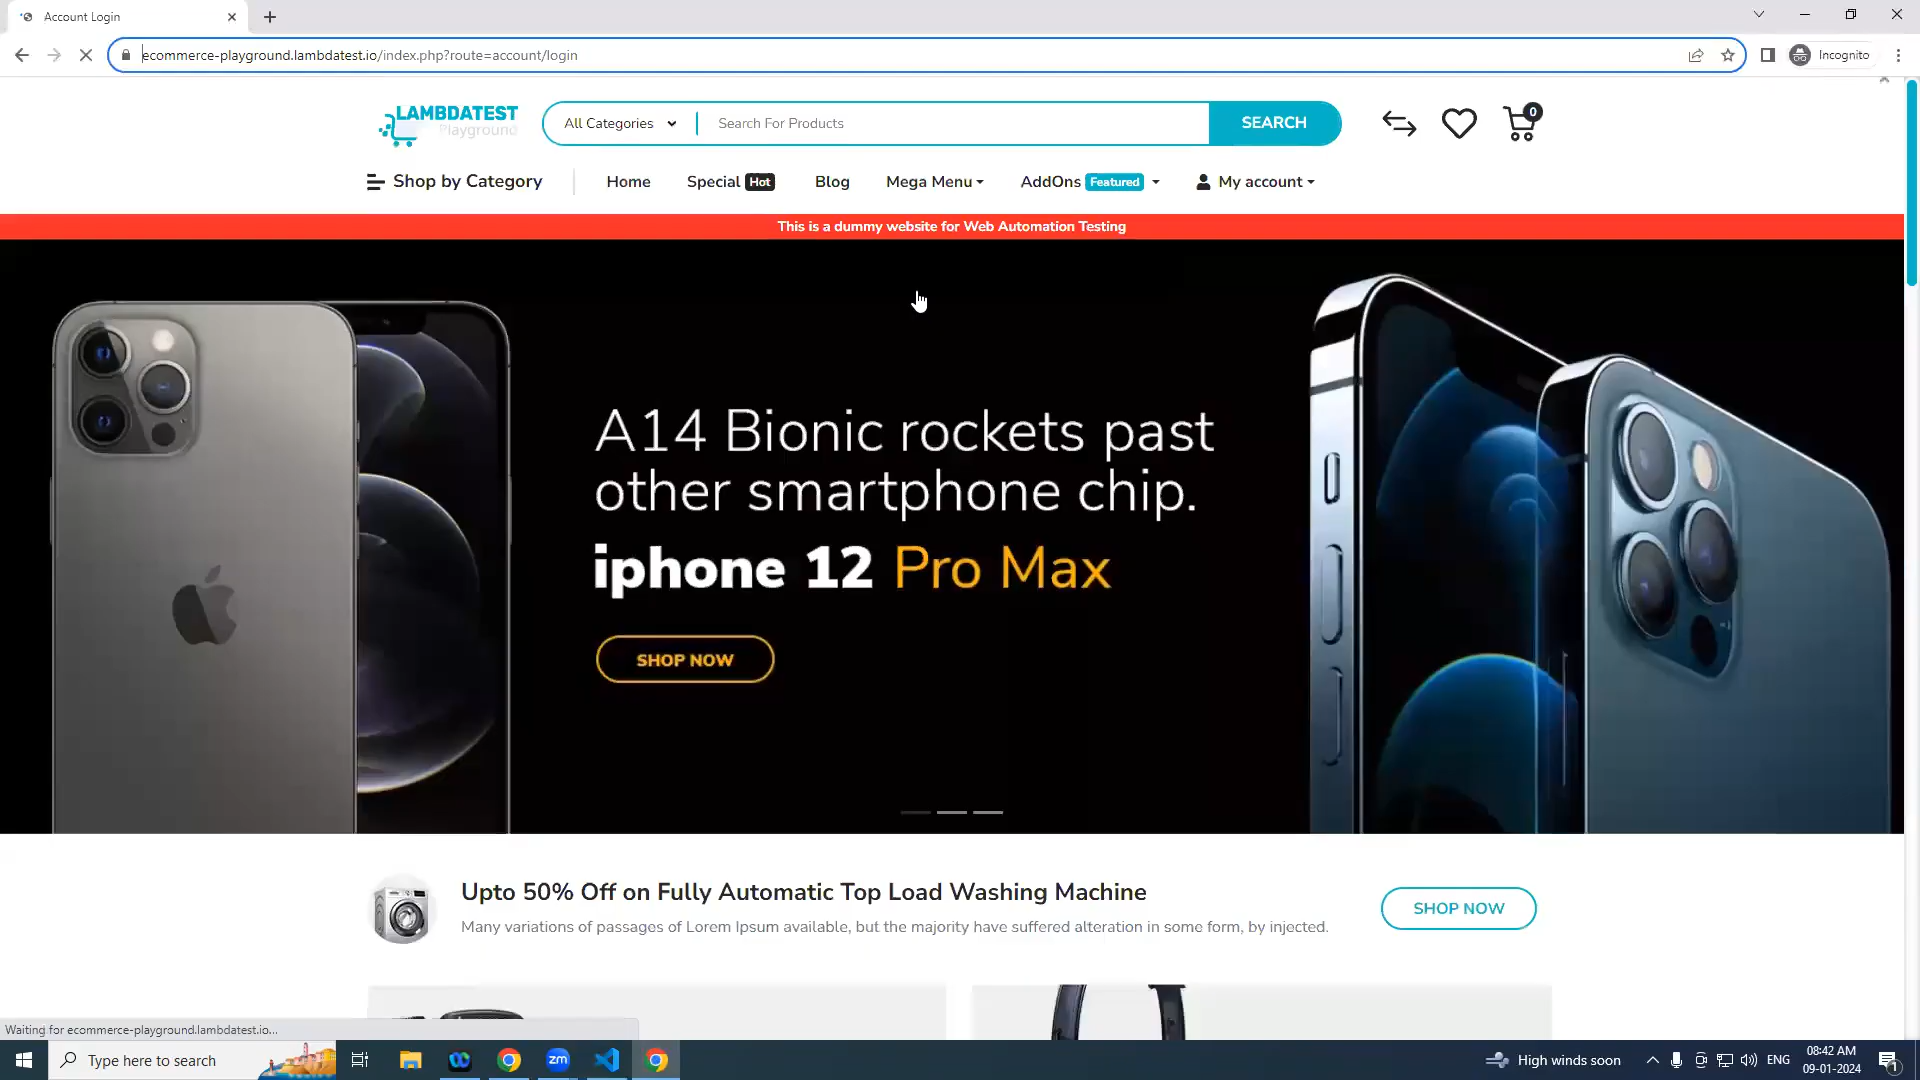 Account Login
ecommerce-playground.lambdatest.io/index.php?route=account/login
Incognito
LAMBDATEST
Playground
All Categories
Search For Products
SEARCH
0
Shop by Category
Home
Special Hot
Blog
Mega Menu
AddOns Featured
My account
This is a dummy website for Web Automation Testing
A14 Bionic rockets past
other smartphone chip.
iphone 12 Pro Max
SHOP NOW
Upto 50% Off on Fully Automatic Top Load Washing Machine
Many variations of passages of Lorem Ipsum available, but the majority have suffered alteration in some form, by injected.
SHOP NOW
Waiting for ecommerce-playground.lambdatest.io...
Type here to search
zm
High winds soon
ENG
08:42 AM
09-01-2024
1